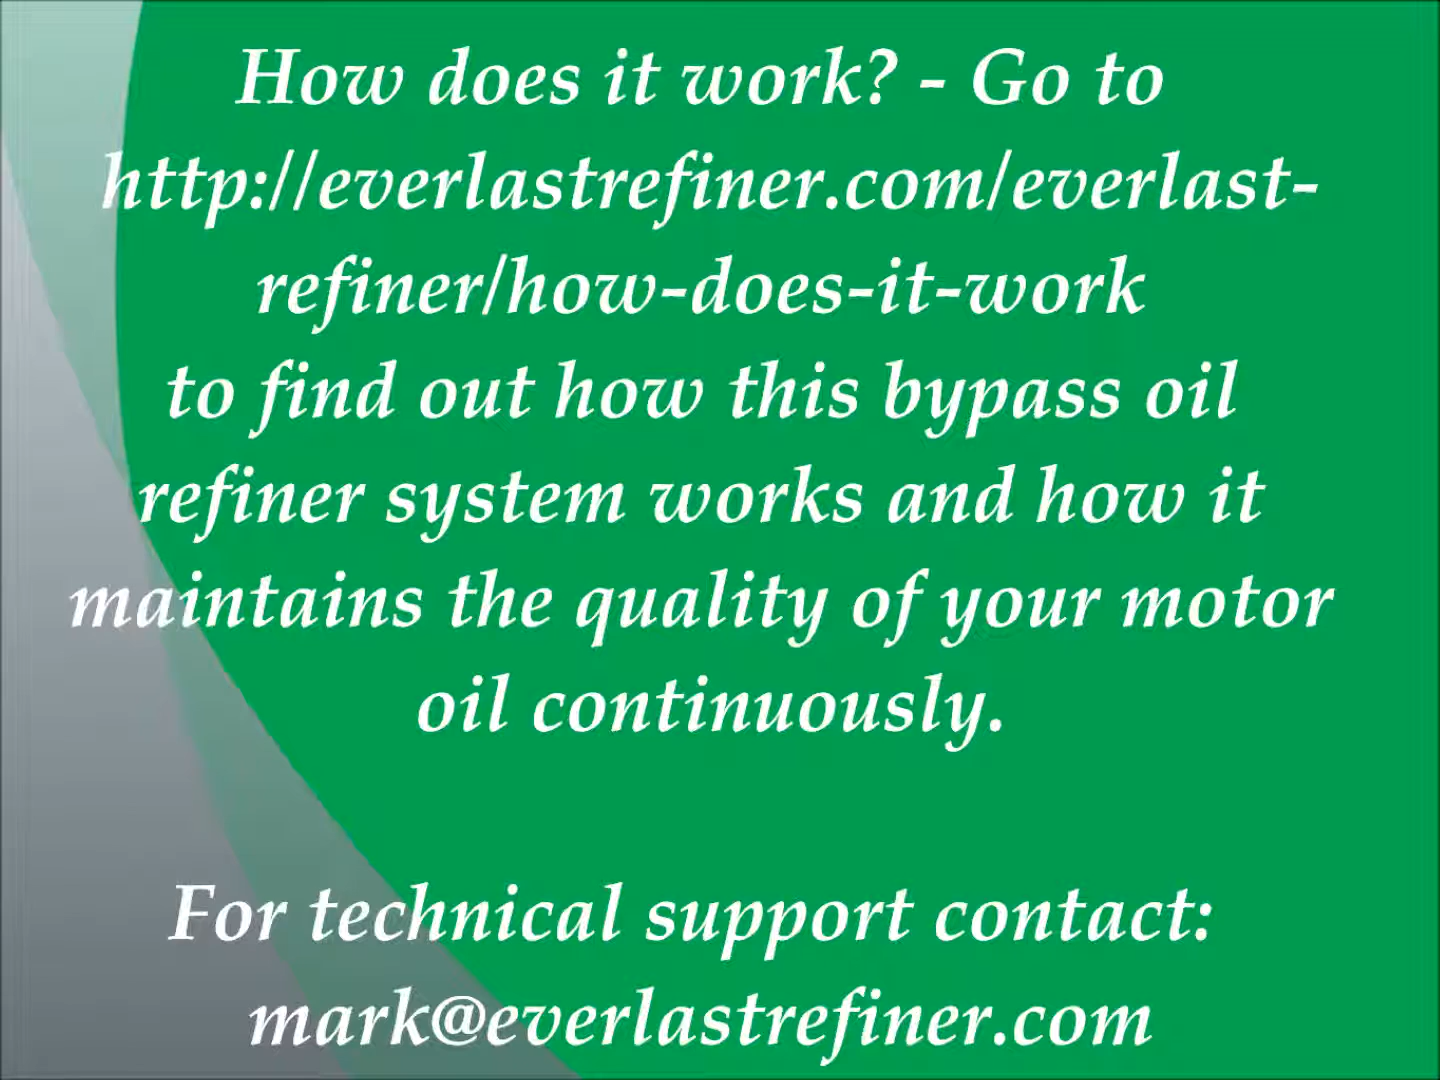 How does it work? - Go to
http://everlastrefiner.com/everlast-
refiner/how-does-it-work
to find out how this bypass oil
refiner system works and how it
maintains the quality of your motor
oil continuously.
For technical support contact:
mark@everlastrefiner.com